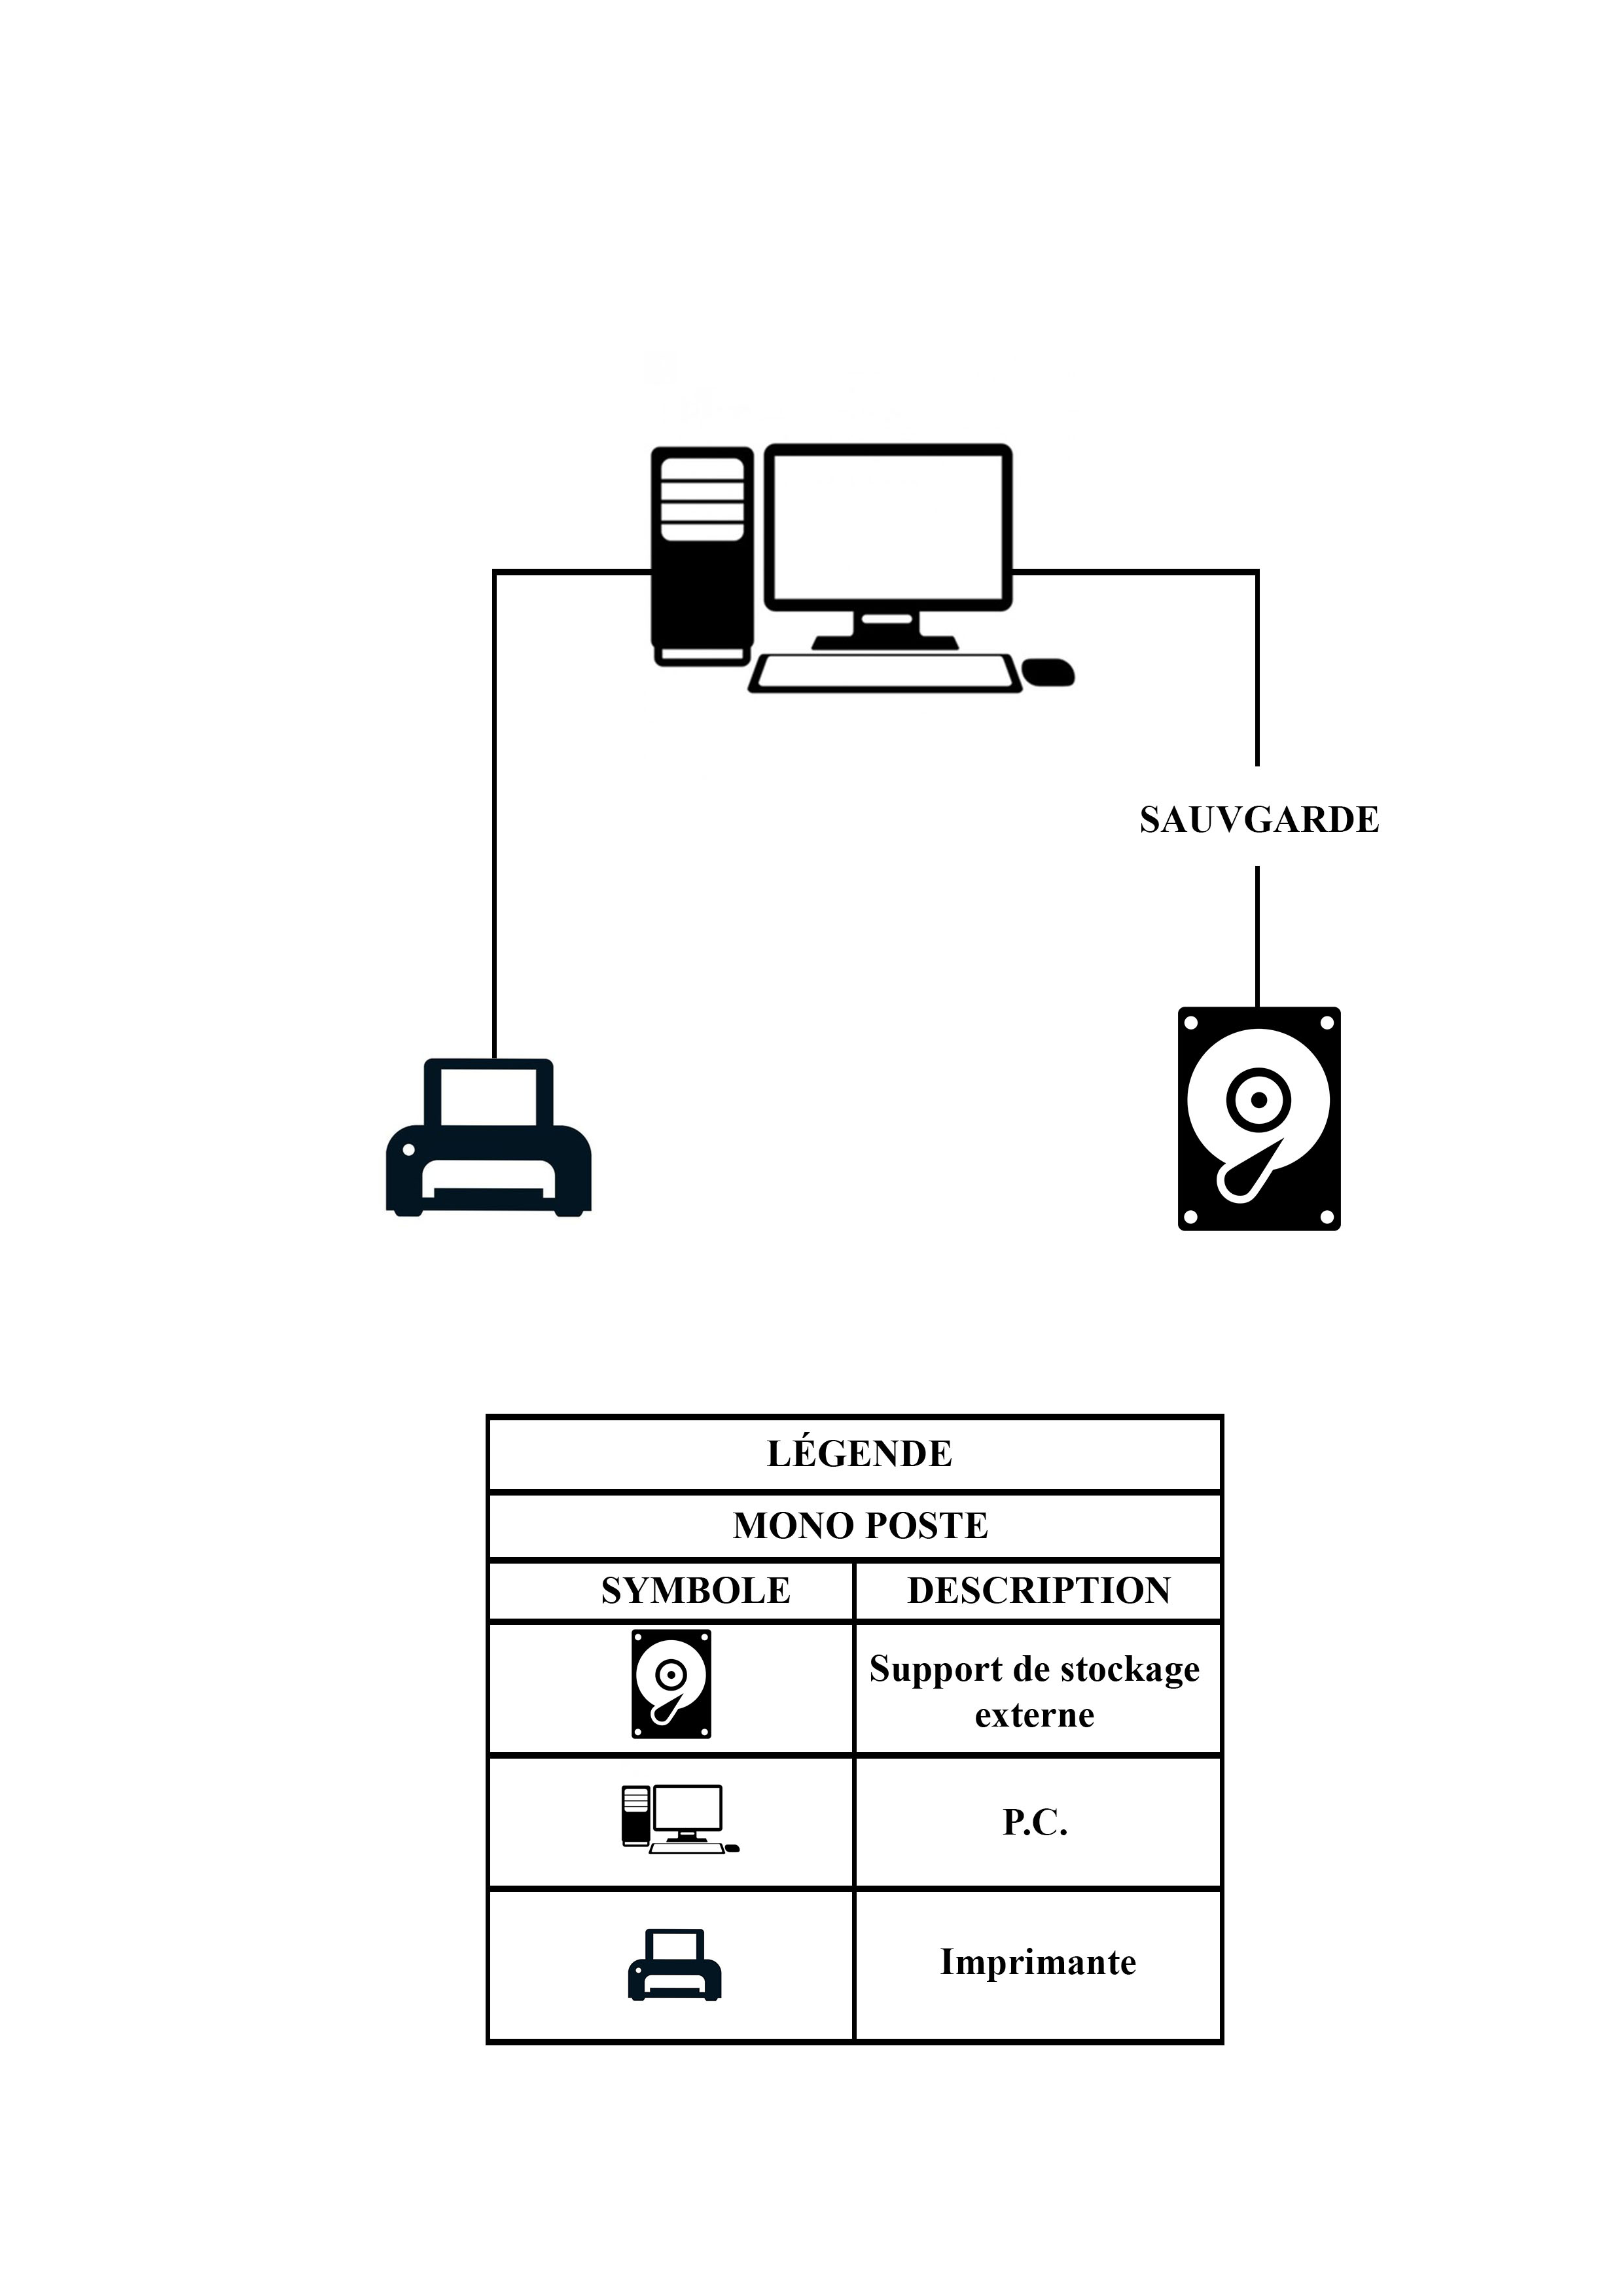 SAUVGARDE
LÉGENDE
MONO POSTE
SYMBOLE
DESCRIPTION
Support de stockage
externe
P.C.
Imprimante